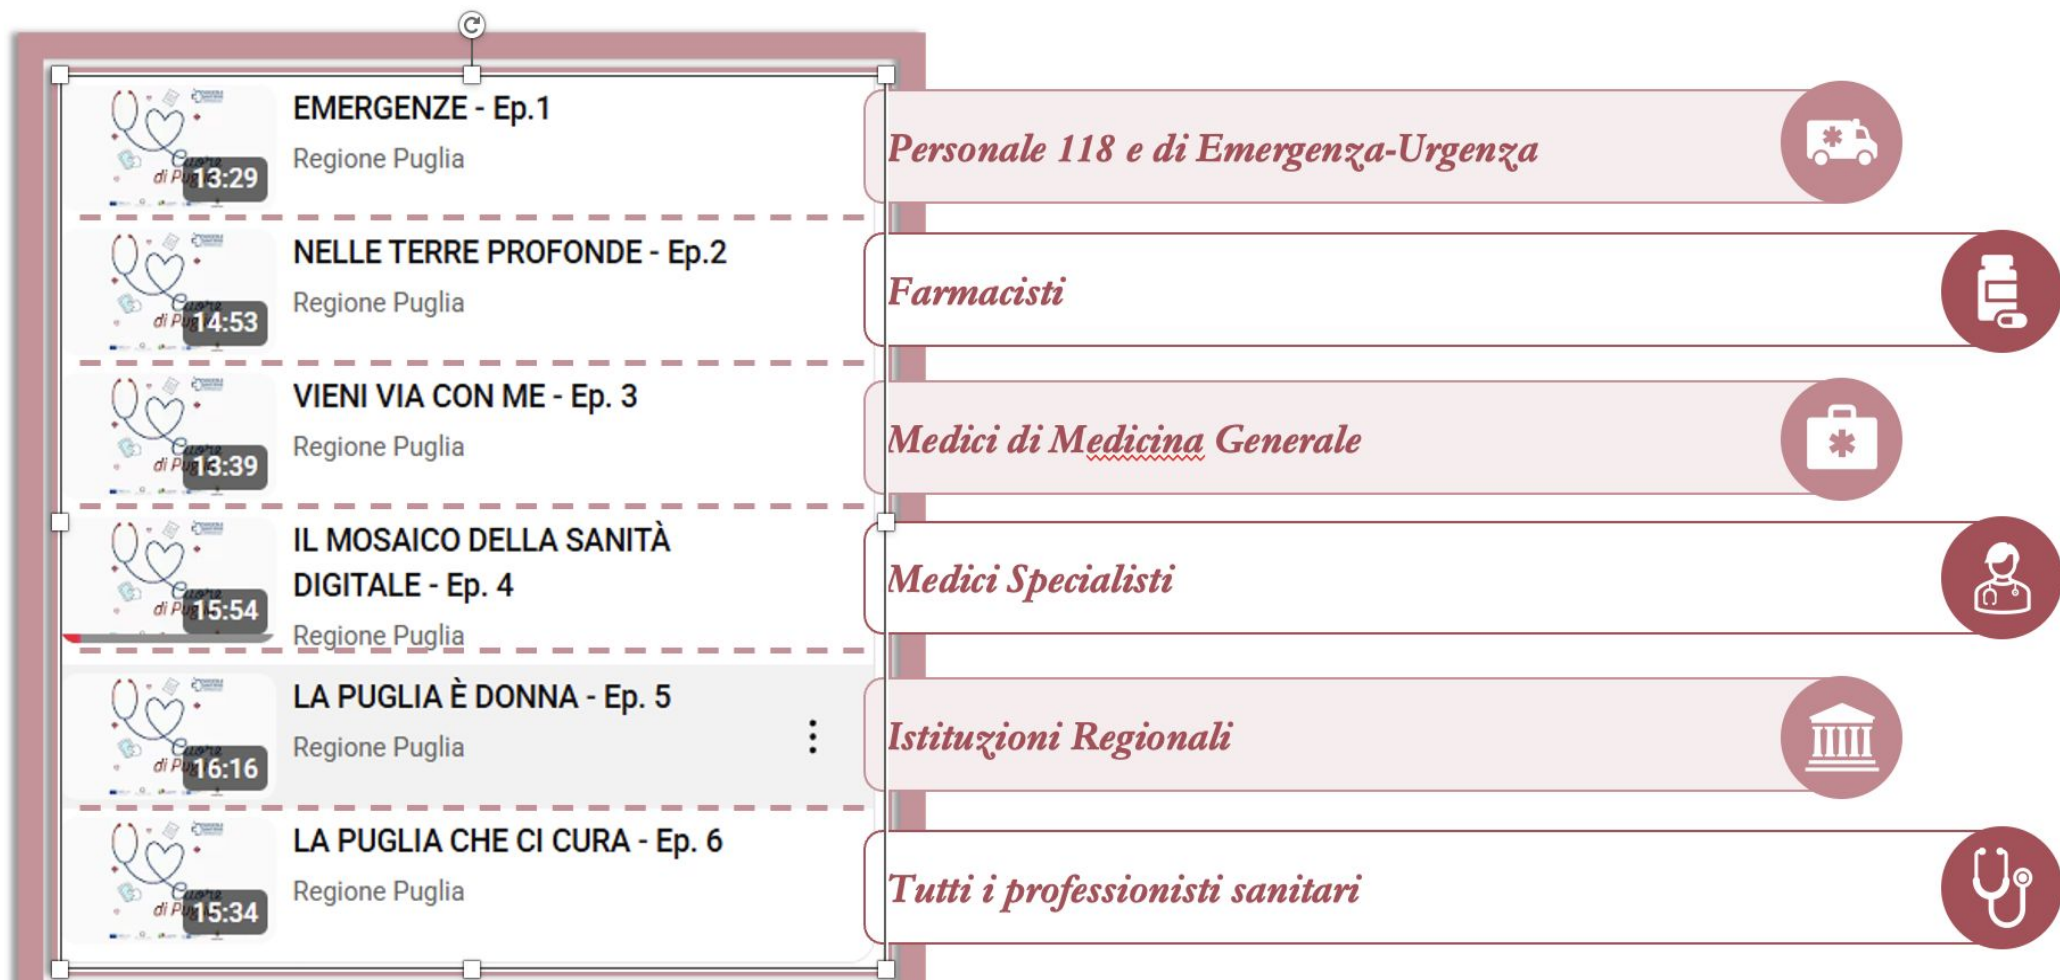 EMERGENZE - Ep.1
Regione Puglia
13:29
Personale 118 e di Emergenza-Urgenza
NELLE TERRE PROFONDE - Ep.2
Regione Puglia
14:53
Farmacisti
VIENI VIA CON ME - Ep. 3
Regione Puglia
13:39
Medici di Medicina Generale
IL MOSAICO DELLA SANITÀ
DIGITALE - Ep. 4
Regione Puglia
15:54
Medici Specialisti
LA PUGLIA È DONNA - Ep. 5
Regione Puglia
16:16
Istituzioni Regionali
LA PUGLIA CHE CI CURA - Ep. 6
Regione Puglia
15:34
Tutti i professionisti sanitari